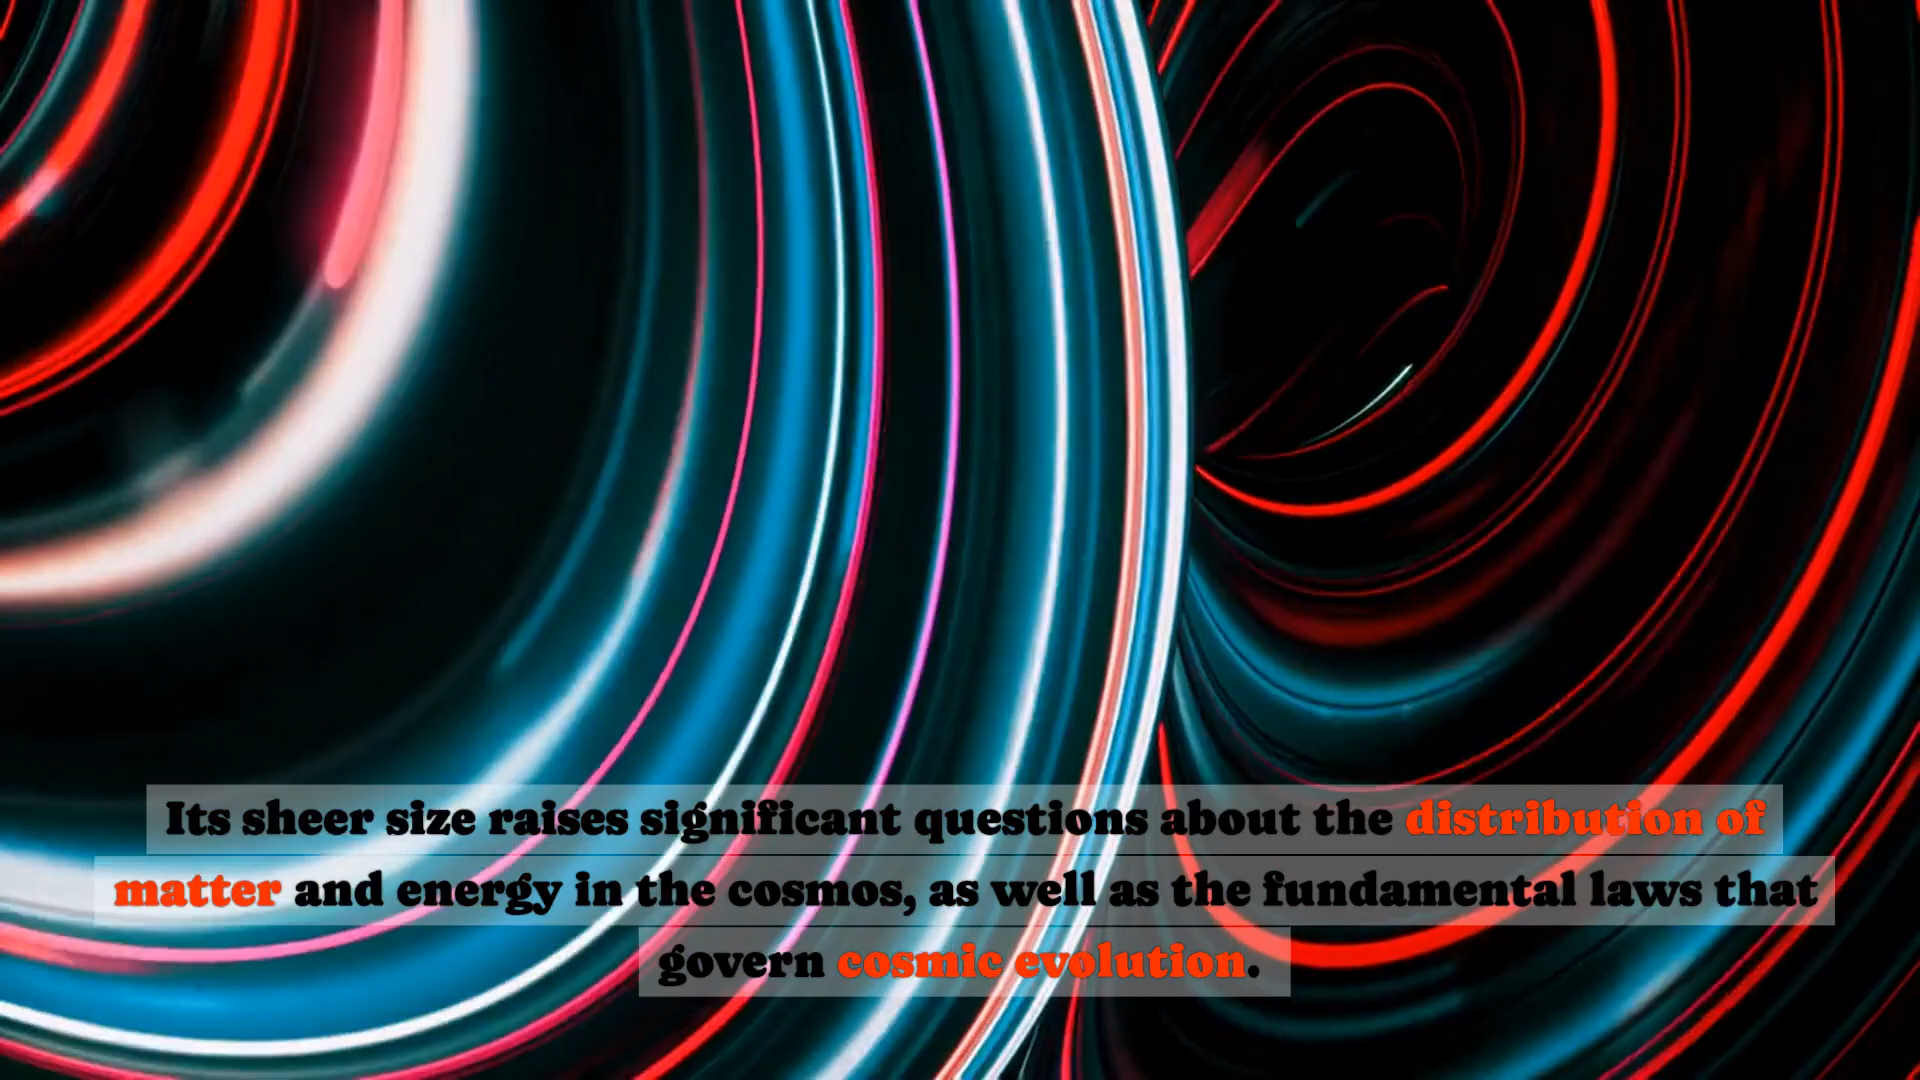 Its sheer size raises significant questions about the distribution of
matter and energy in the cosmos, as well as the fundamental laws that
govern cosmic evolution.